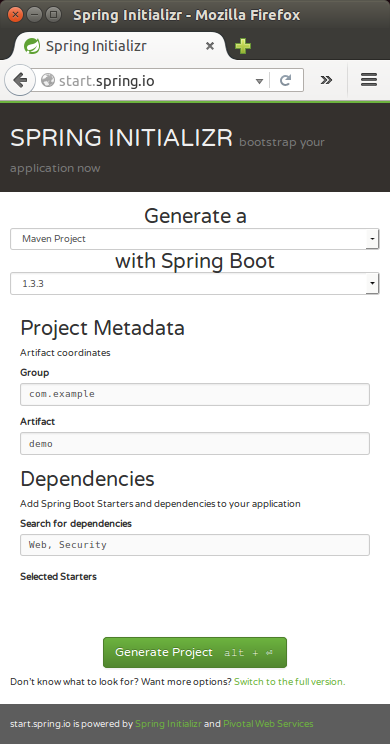 Spring Initializr - Mozilla Firefox
Spring Initializr
start.spring.io
SPRING INITIALIZR bootstrap your
application now
Generate a
Maven Project
with Spring Boot
1.3.3
Project Metadata
Artifact coordinates
Group
com.example
Artifact
demo
Dependencies
Add Spring Boot Starters and dependencies to your application
Search for dependencies
Web, Security
Selected Starters
Generate Project alt + ⏎
Don't know what to look for? Want more options? Switch to the full version.
start.spring.io is powered by Spring Initializr and Pivotal Web Services